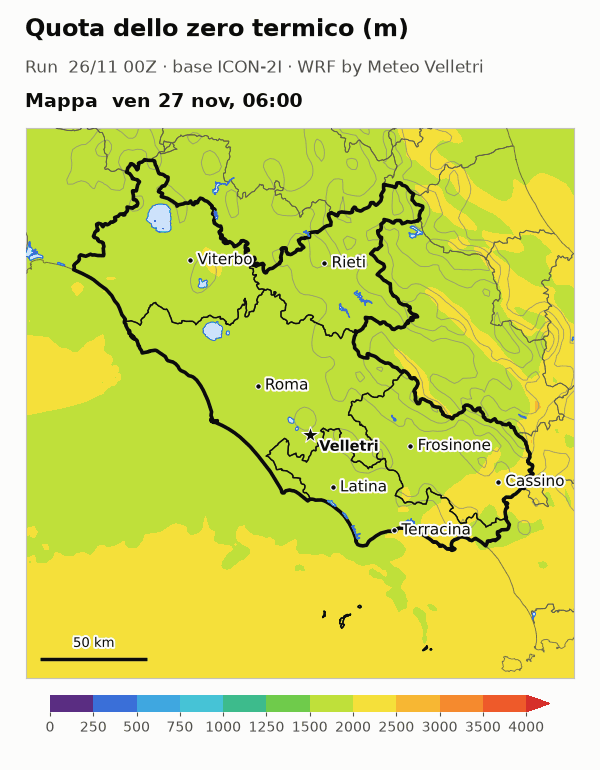 Quota dello zero termico (m)
Run  26/11 00Z · base ICON-2I · WRF by Meteo Velletri
Mappa  ven 27 nov, 06:00
Viterbo
Rieti
Roma
Velletri
Frosinone
Cassino
Latina
Terracina
50 km
0 250 500 750 1000 1250 1500 2000 2500 3000 3500 4000